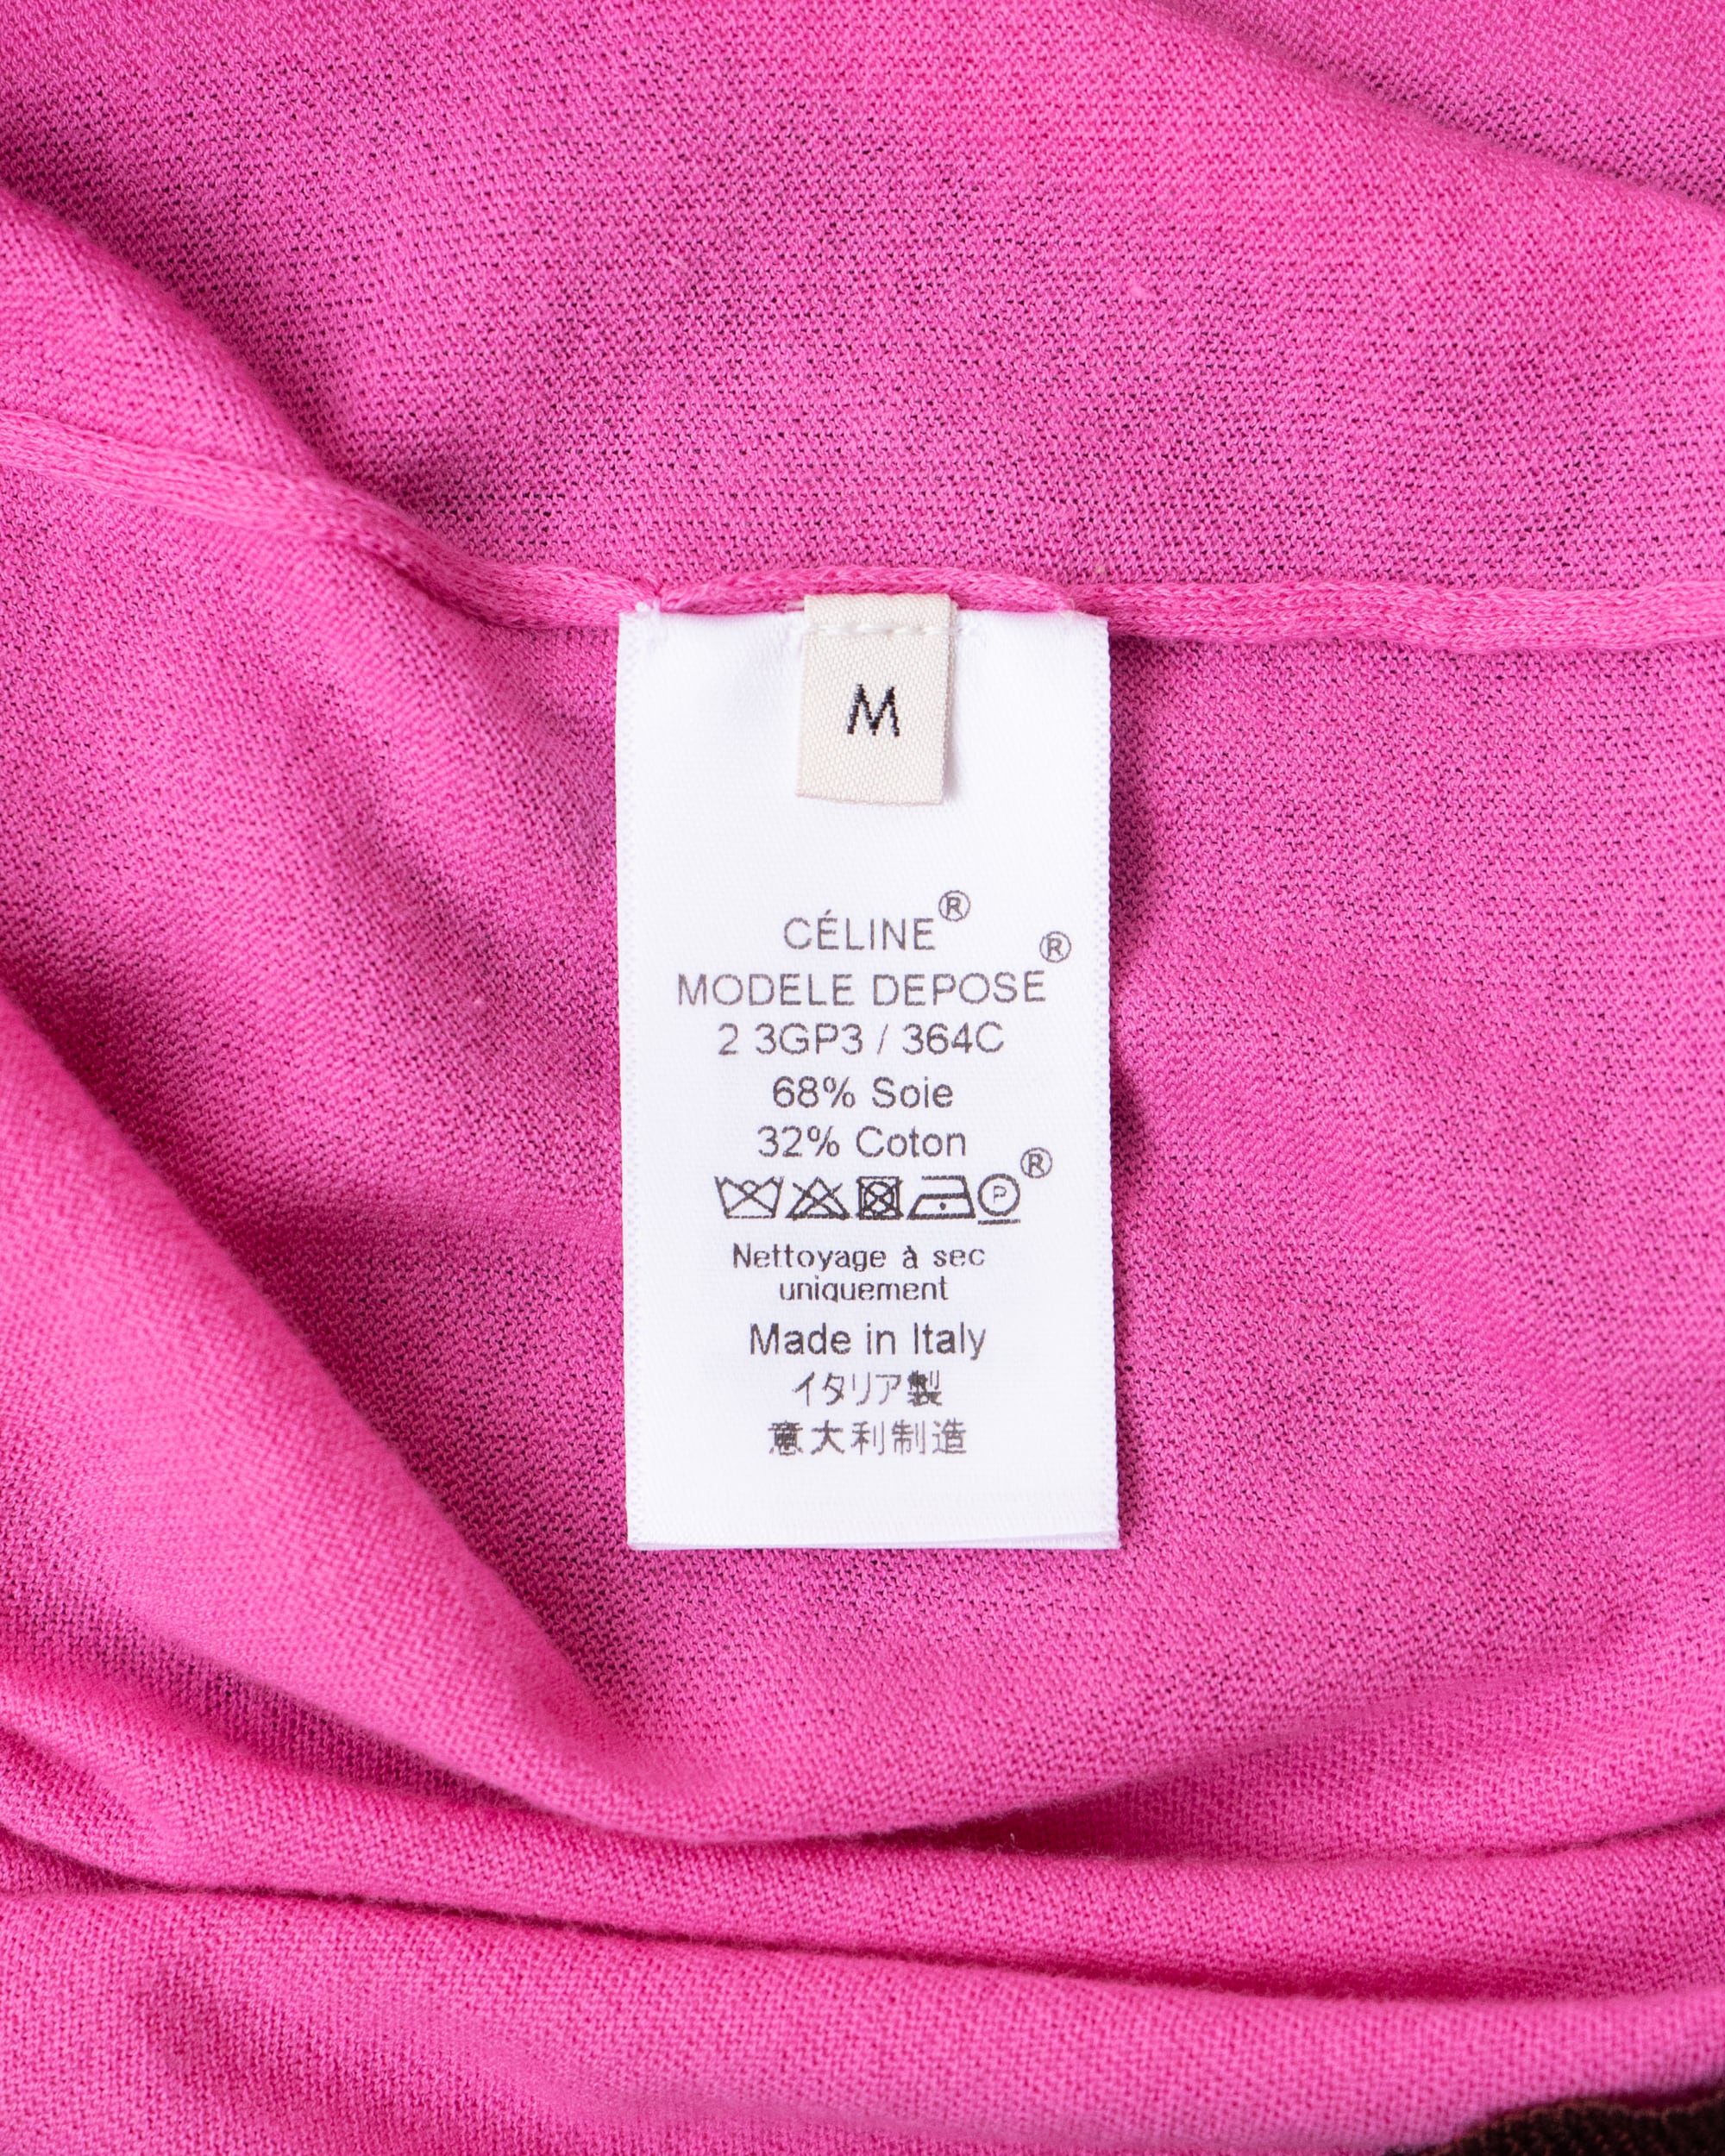 M
CÉLINE®
MODELE DEPOSE®
2 3GP3 / 364C
68% Soie
32% Coton
P ®
Nettoyage à sec
uniquement
Made in Italy
イタリア製
意大利制造